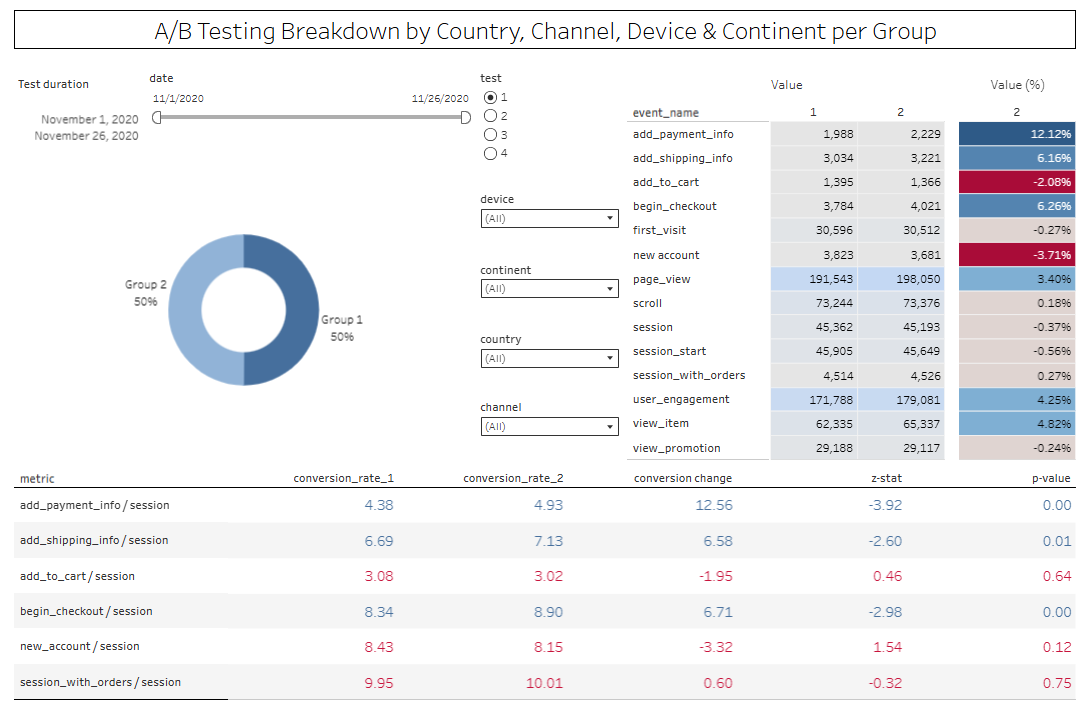 A/B Testing Breakdown by Country, Channel, Device & Continent per Group
Test duration
November 1, 2020
November 26, 2020
date
11/1/2020 11/26/2020
test
1
2
3
4
device
(All)
continent
(All)
country
(All)
channel
(All)
Group 2
50%
Group 1
50%
Value Value (%)
event_name 1 2 2
add_payment_info 1,988 2,229 12.12%
add_shipping_info 3,034 3,221 6.16%
add_to_cart 1,395 1,366 -2.08%
begin_checkout 3,784 4,021 6.26%
first_visit 30,596 30,512 -0.27%
new account 3,823 3,681 -3.71%
page_view 191,543 198,050 3.40%
scroll 73,244 73,376 0.18%
session 45,362 45,193 -0.37%
session_start 45,905 45,649 -0.56%
session_with_orders 4,514 4,526 0.27%
user_engagement 171,788 179,081 4.25%
view_item 62,335 65,337 4.82%
view_promotion 29,188 29,117 -0.24%
metric conversion_rate_1 conversion_rate_2 conversion change z-stat p-value
add_payment_info / session 4.38 4.93 12.56 -3.92 0.00
add_shipping_info / session 6.69 7.13 6.58 -2.60 0.01
add_to_cart / session 3.08 3.02 -1.95 0.46 0.64
begin_checkout / session 8.34 8.90 6.71 -2.98 0.00
new_account / session 8.43 8.15 -3.32 1.54 0.12
session_with_orders / session 9.95 10.01 0.60 -0.32 0.75